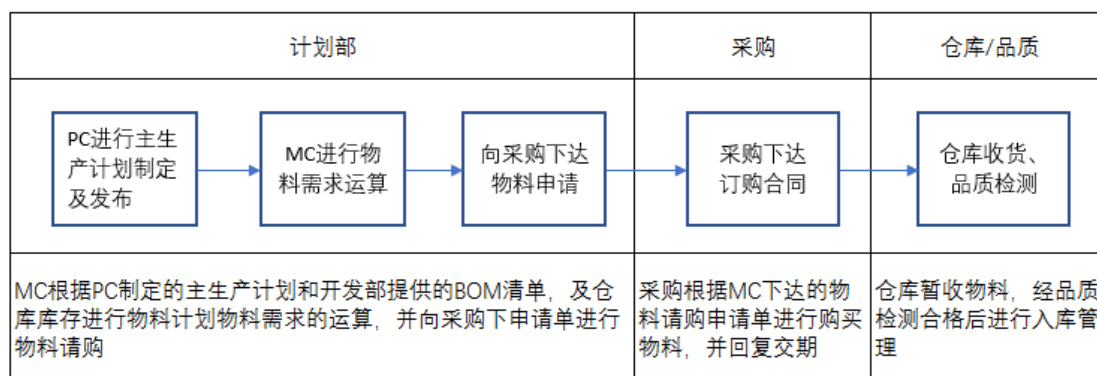 计划部
采购
仓库/品质
PC进行主生
产计划制定
及发布
MC进行物
料需求运算
向采购下达
物料申请
采购下达
订购合同
仓库收货、
品质检测
MC根据PC制定的主生产计划和开发部提供的BOM清单，及仓
库库存进行物料计划物料需求的运算，并向采购下申请单进行
物料请购
采购根据MC下达的物
料请购申请单进行购买
物料，并回复交期
仓库暂收物料，经品质
检测合格后进行入库管
理